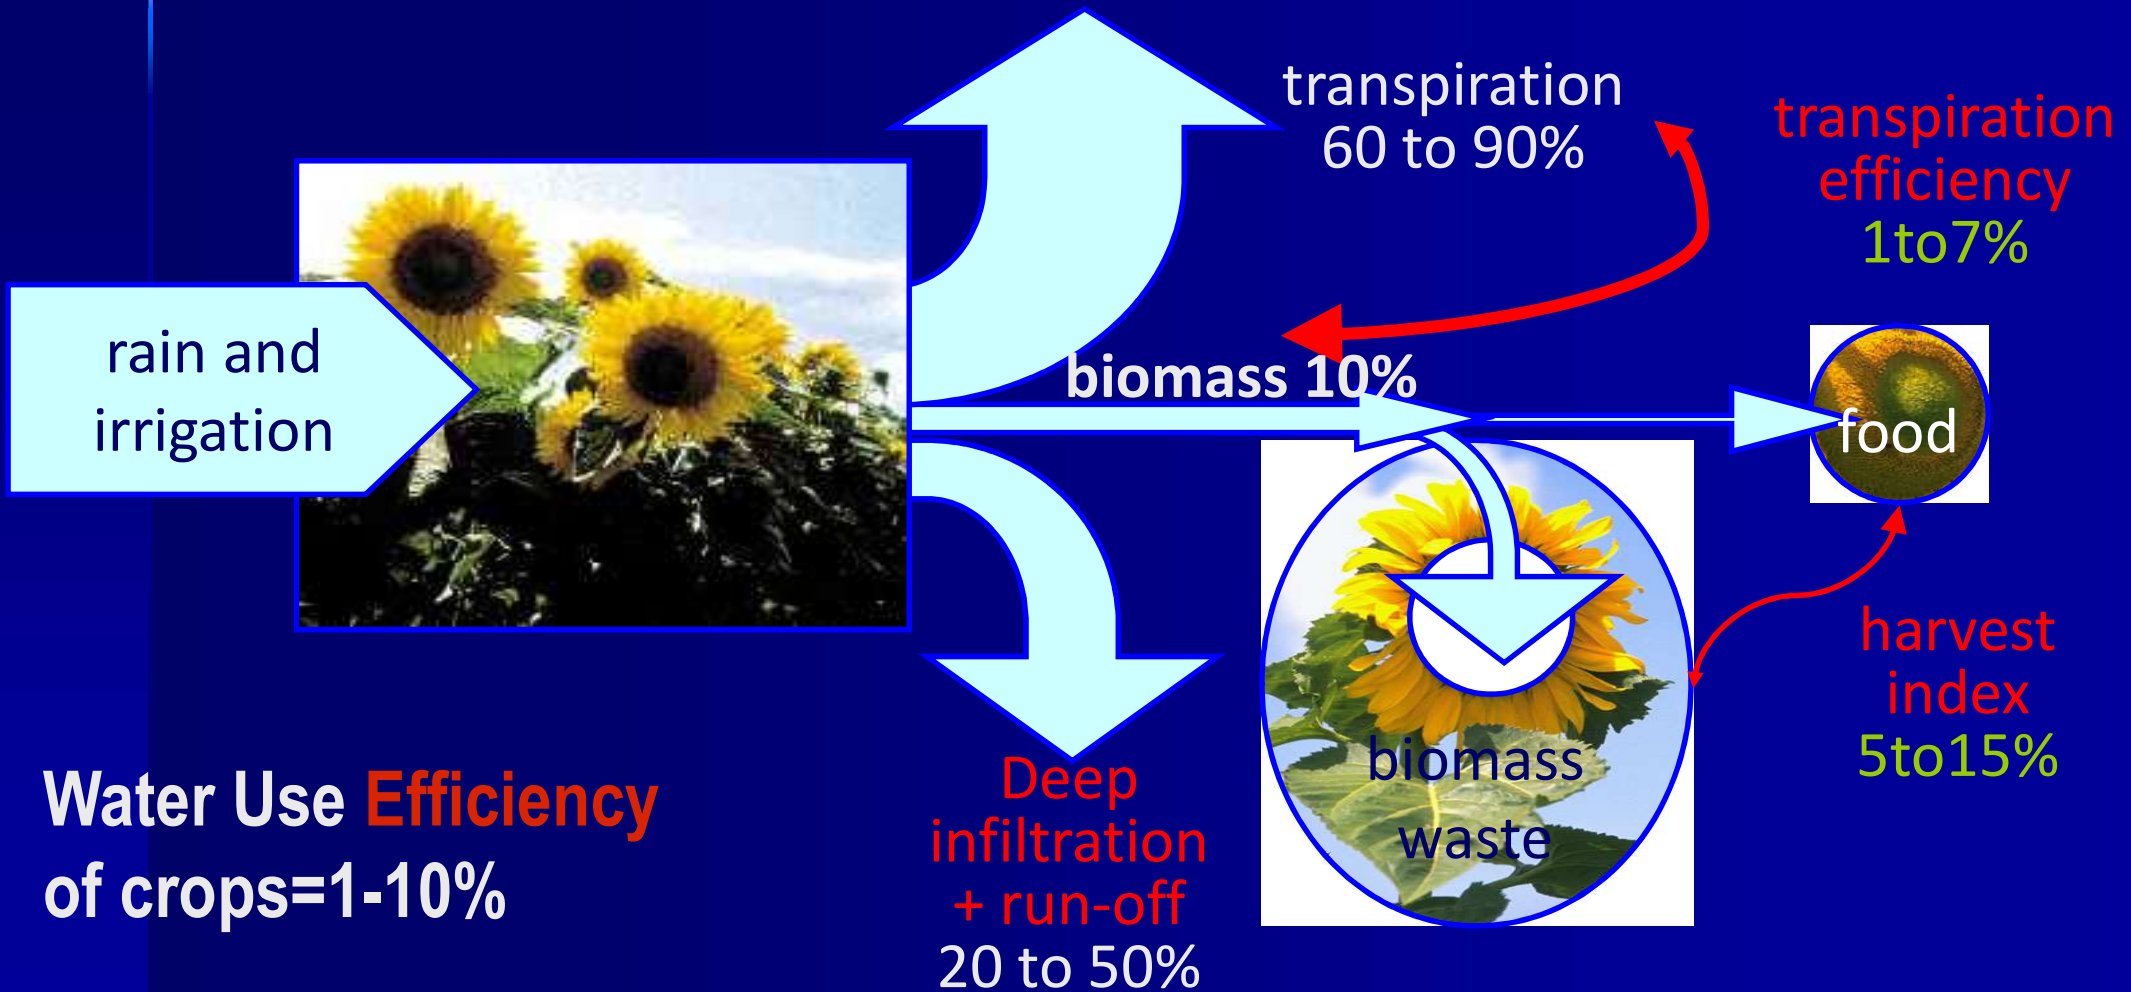 transpiration
60 to 90%
transpiration
efficiency
1to7%
rain and
irrigation
biomass 10%
food
biomass
waste
harvest
index
5to15%
Deep
infiltration
+ run-off
20 to 50%
Water Use Efficiency
of crops=1-10%